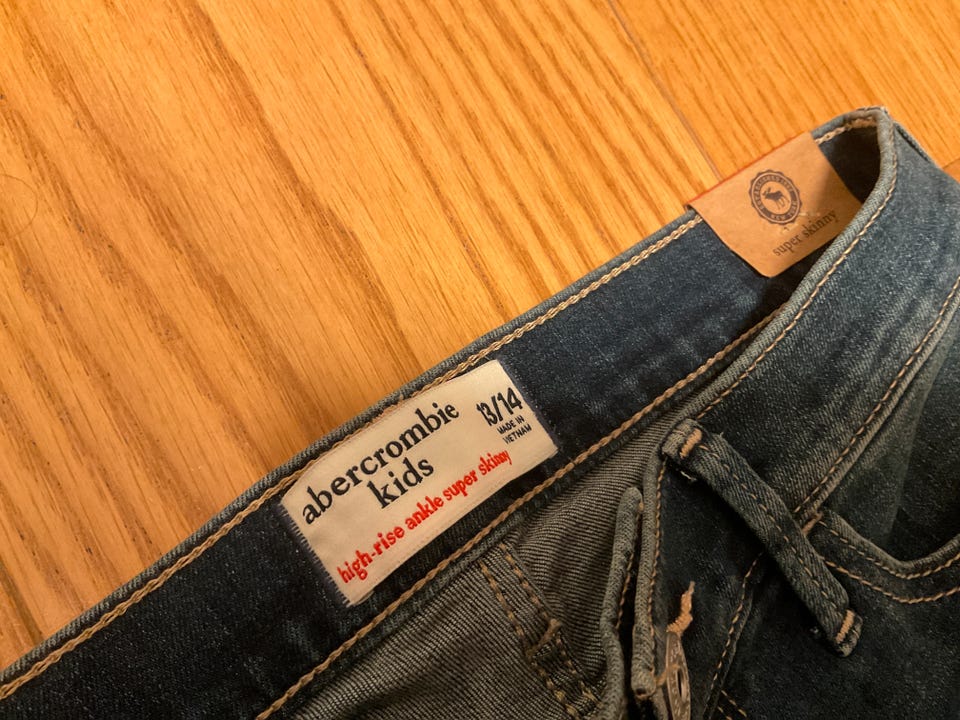 abercrombie
kids
13/14
MADE IN
VIETNAM
high-rise ankle super skinny
super skinny